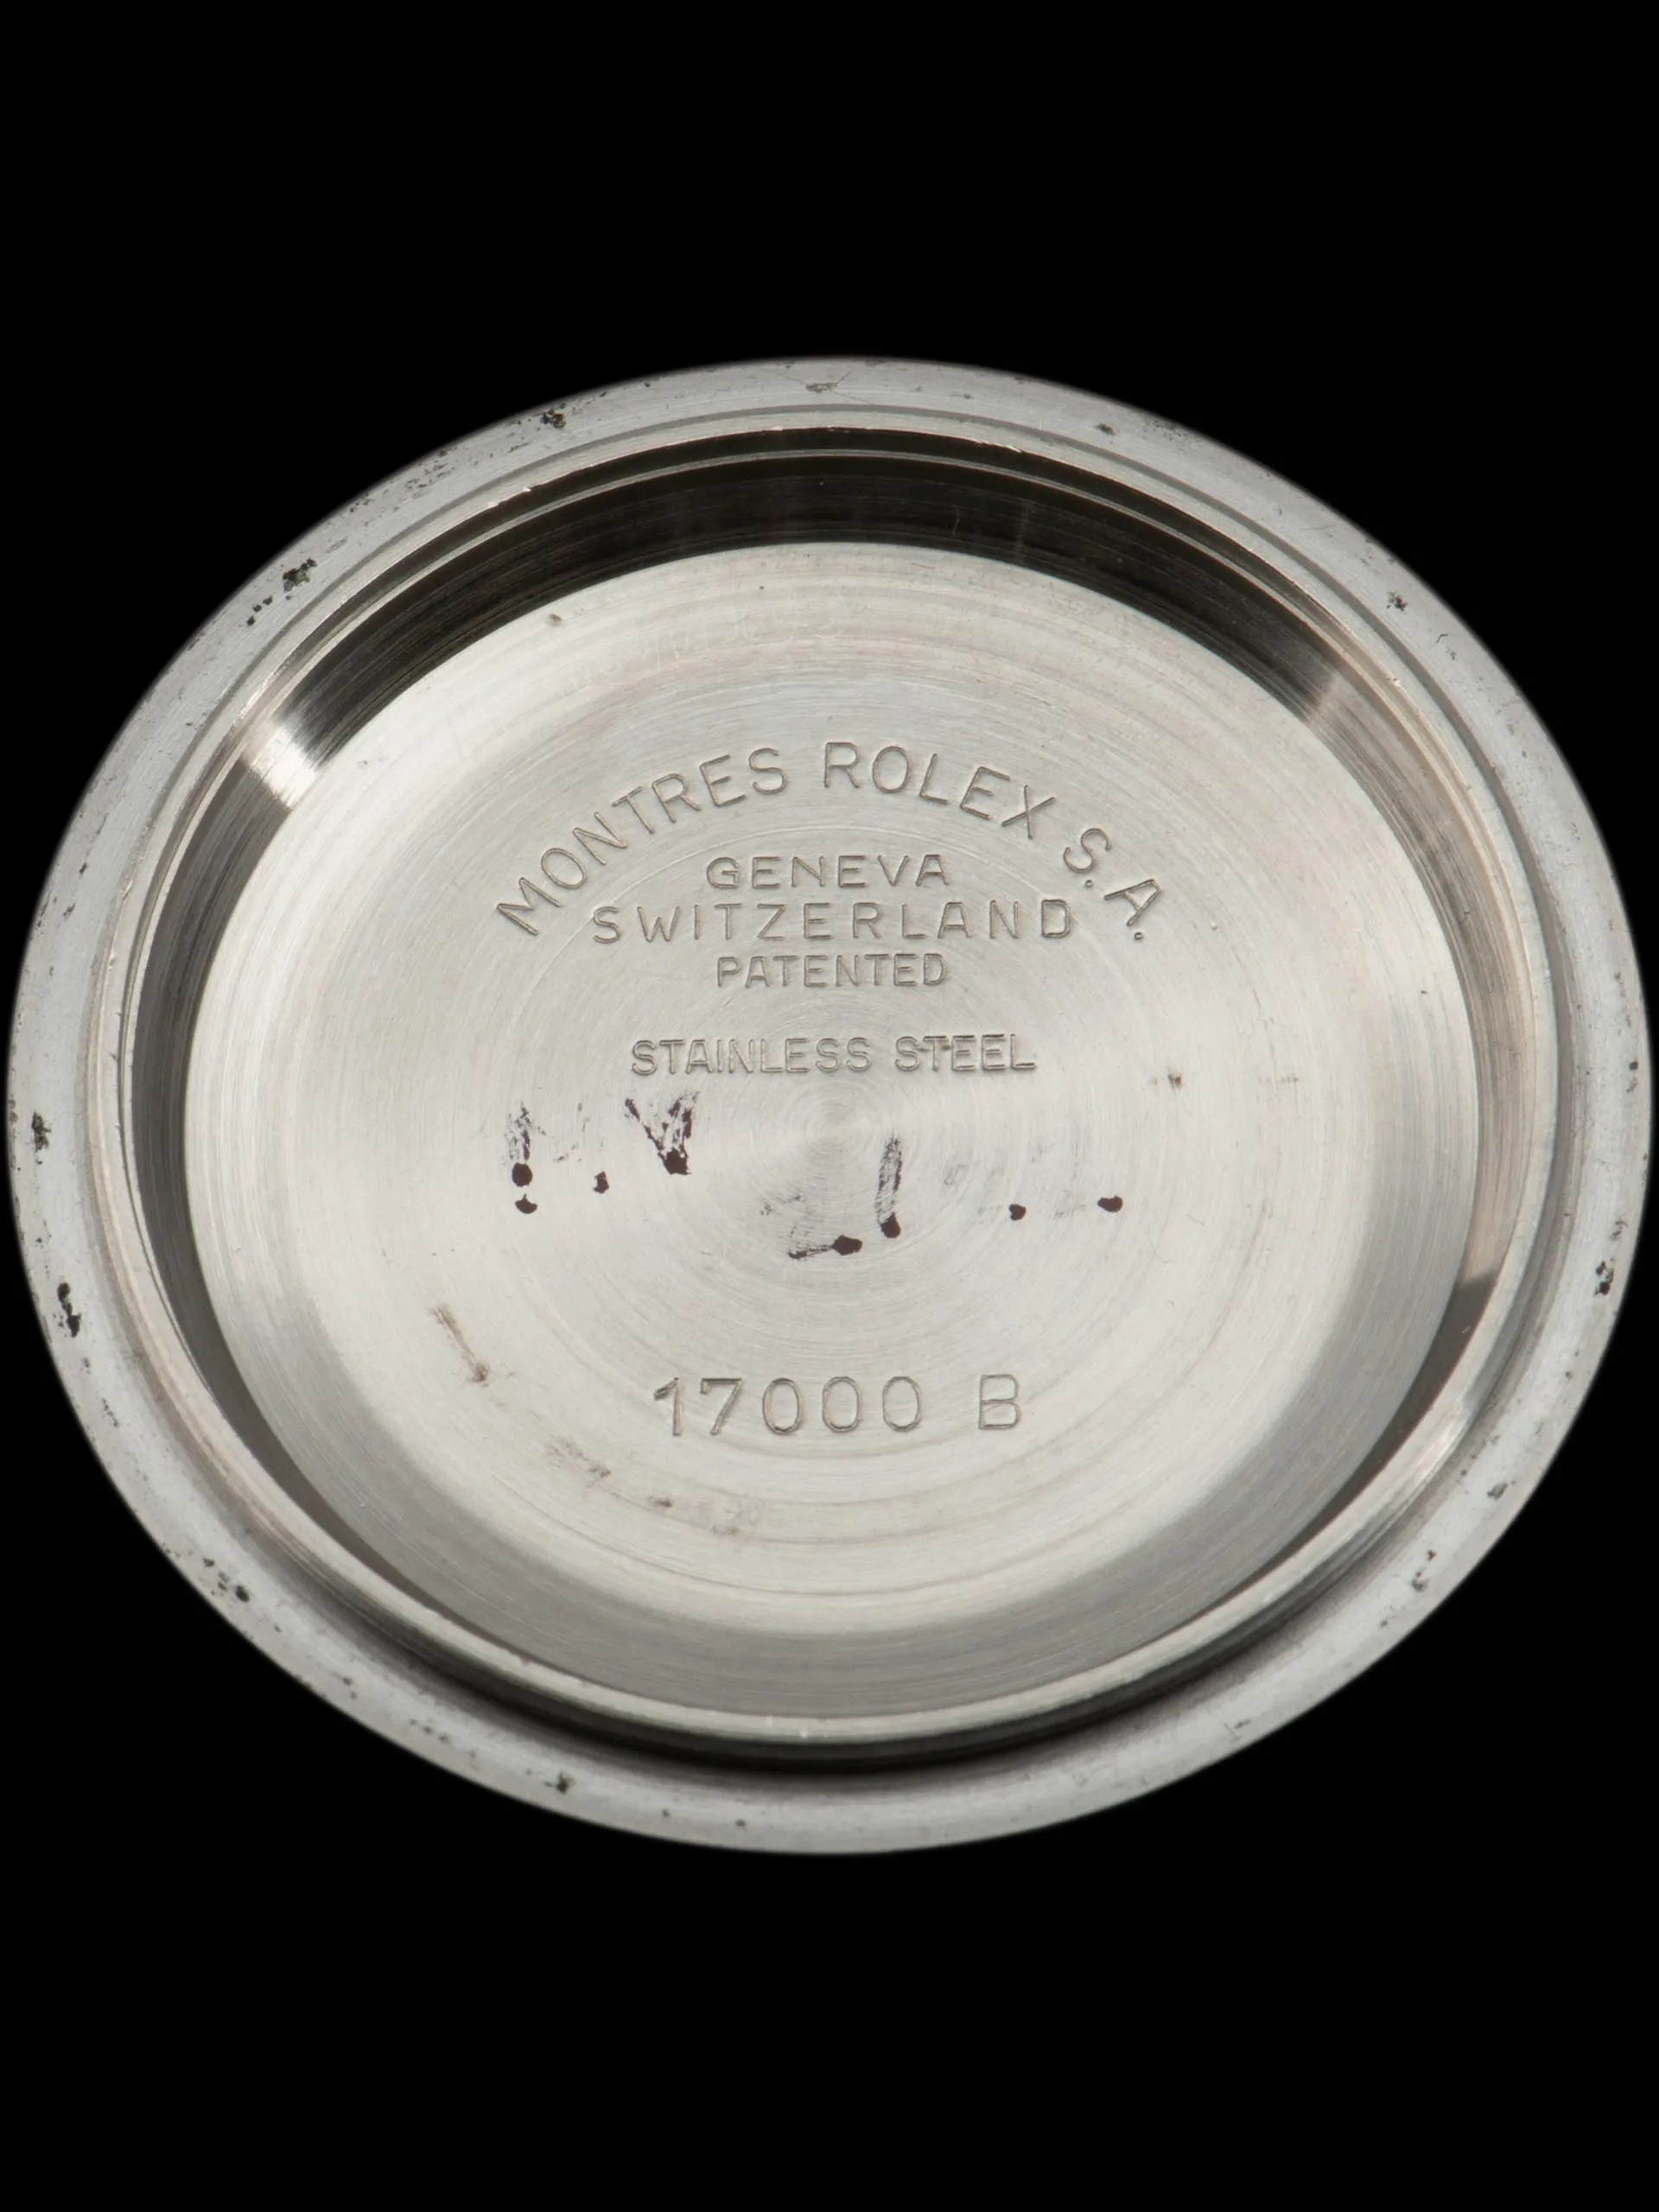 MONTRES ROLEX S.A.
GENEVA
SWITZERLAND
PATENTED
STAINLESS STEEL
17000 B